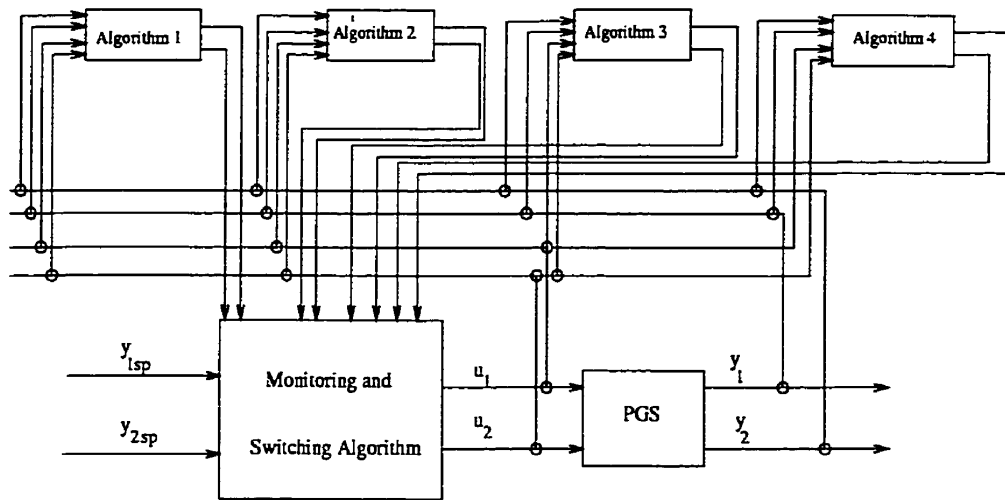 Algorithm 1
Algorithm 2
Algorithm 3
Algorithm 4
y1sp
y2sp
Monitoring and
Switching Algorithm
u1
u2
PGS
y1
y2